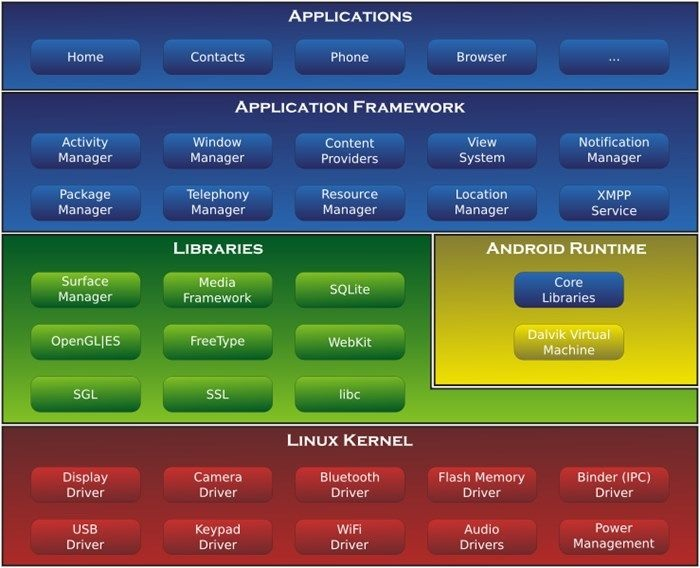 APPLICATIONS
Home
Contacts
Phone
Browser
...
APPLICATION FRAMEWORK
Activity
Manager
Window
Manager
Content
Providers
View
System
Notification
Manager
Package
Manager
Telephony
Manager
Resource
Manager
Location
Manager
XMPP
Service
LIBRARIES
Surface
Manager
Media
Framework
SQLite
OpenGL|ES
FreeType
WebKit
SGL
SSL
libc
ANDROID RUNTIME
Core
Libraries
Dalvik Virtual
Machine
LINUX KERNEL
Display
Driver
Camera
Driver
Bluetooth
Driver
Flash Memory
Driver
Binder (IPC)
Driver
USB
Driver
Keypad
Driver
WiFi
Driver
Audio
Drivers
Power
Management